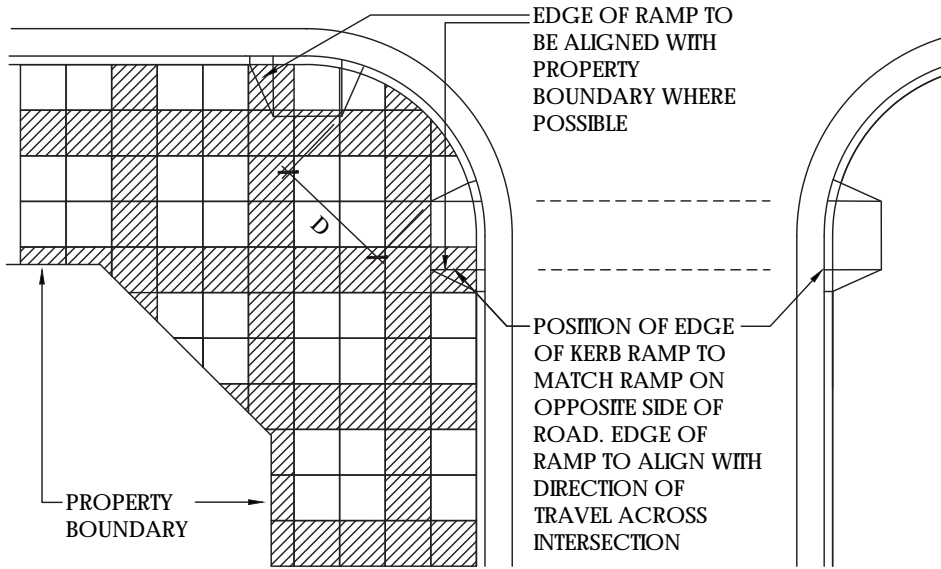 EDGE OF RAMP TO
BE ALIGNED WITH
PROPERTY
BOUNDARY WHERE
POSSIBLE
D
POSITION OF EDGE
OF KERB RAMP TO
MATCH RAMP ON
OPPOSITE SIDE OF
ROAD. EDGE OF
RAMP TO ALIGN WITH
DIRECTION OF
TRAVEL ACROSS
INTERSECTION
PROPERTY
BOUNDARY